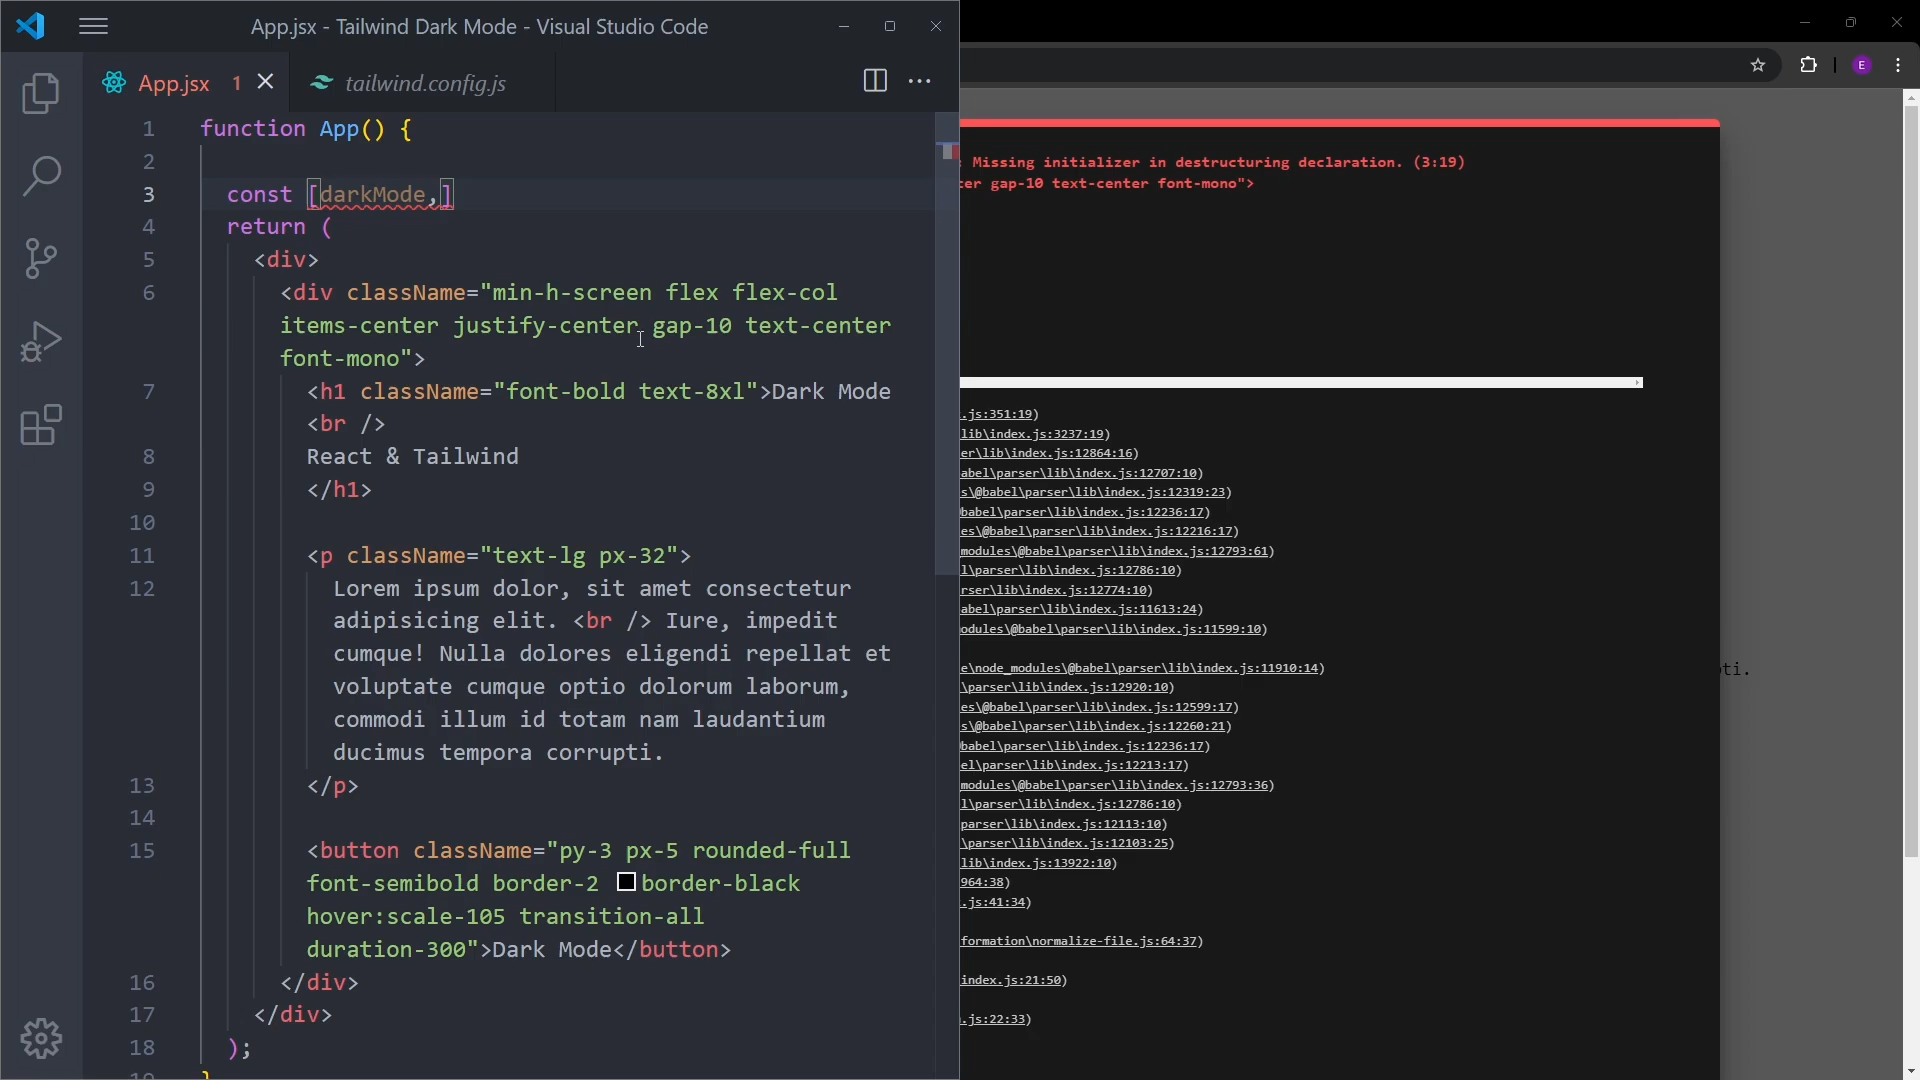 App.jsx - Tailwind Dark Mode - Visual Studio Code
App.jsx 1
tailwind.config.js
1 function App() {
2
3 const [darkMode,]
4 return (
5 <div>
6 <div className="min-h-screen flex flex-col
items-center justify-center gap-10 text-center
font-mono">
7 <h1 className="font-bold text-8xl">Dark Mode
<br />
8 React & Tailwind
9 </h1>
10
11 <p className="text-lg px-32">
12 Lorem ipsum dolor, sit amet consectetur
adipisicing elit. <br /> Iure, impedit
cumque! Nulla dolores eligendi repellat et
voluptate cumque optio dolorum laborum,
commodi illum id totam nam laudantium
ducimus tempora corrupti.
13 </p>
14
15 <button className="py-3 px-5 rounded-full
font-semibold border-2 border-black
hover:scale-105 transition-all
duration-300">Dark Mode</button>
16 </div>
17 </div>
18 );
}
E
: Missing initializer in destructuring declaration. (3:19)
er gap-10 text-center font-mono">
.js:351:19)
lib\index.js:3237:19)
er\lib\index.js:12864:16)
abel\parser\lib\index.js:12707:10)
s\@babel\parser\lib\index.js:12319:23)
babel\parser\lib\index.js:12236:17)
es\@babel\parser\lib\index.js:12216:17)
modules\@babel\parser\lib\index.js:12793:61)
l\parser\lib\index.js:12786:10)
rser\lib\index.js:12774:10)
abel\parser\lib\index.js:11613:24)
odules\@babel\parser\lib\index.js:11599:10)
e\node_modules\@babel\parser\lib\index.js:11910:14)
\parser\lib\index.js:12920:10)
es\@babel\parser\lib\index.js:12599:17)
s\@babel\parser\lib\index.js:12260:21)
babel\parser\lib\index.js:12236:17)
el\parser\lib\index.js:12213:17)
modules\@babel\parser\lib\index.js:12793:36)
l\parser\lib\index.js:12786:10)
parser\lib\index.js:12113:10)
\parser\lib\index.js:12103:25)
lib\index.js:13922:10)
964:38)
.js:41:34)
formation\normalize-file.js:64:37)
index.js:21:50)
.js:22:33)
ti.